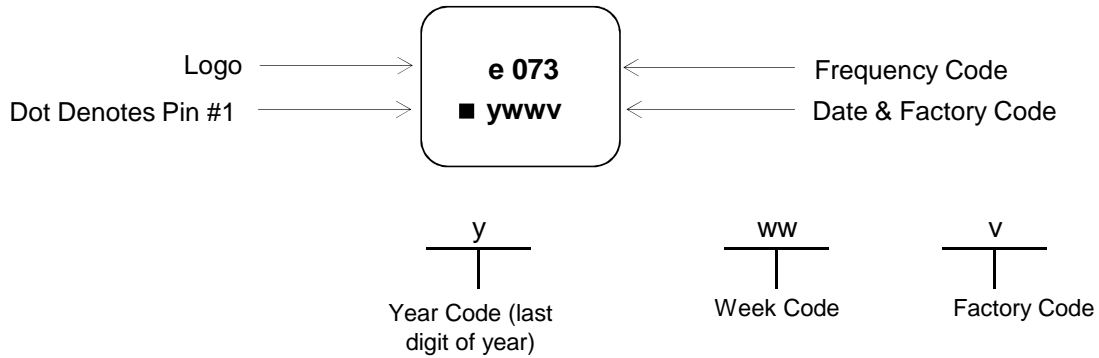 Logo
e 073
Frequency Code
Dot Denotes Pin #1
ywwv
Date & Factory Code
y
ww
v
Year Code (last
digit of year)
Week Code
Factory Code